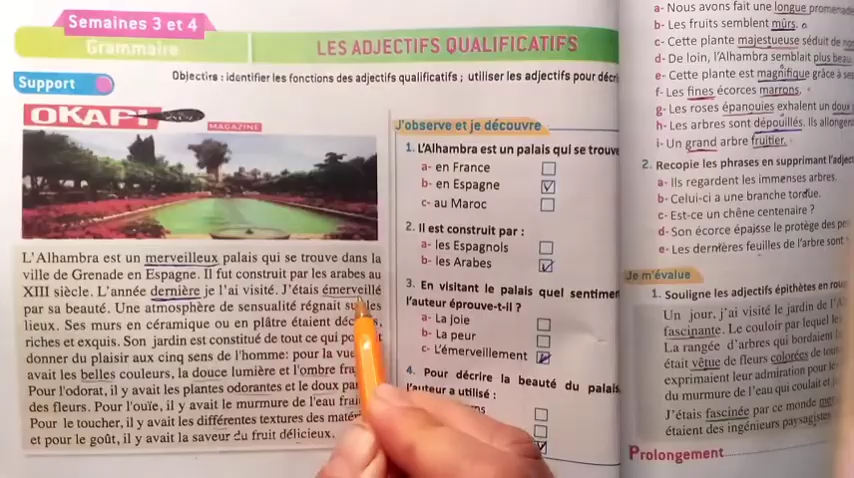 Semaines 3 et 4
Grammaire
LES ADJECTIFS QUALIFICATIFS
Support
Objectifs : identifier les fonctions des adjectifs qualificatifs ; utiliser les adjectifs pour
OKAPI
MAGAZINE
L'Alhambra est un merveilleux palais qui se trouve dans la
ville de Grenade en Espagne. Il fut construit par les arabes au
XIII siècle. L'année dernière je l'ai visité. J'étais émerveillé
par sa beauté. Une atmosphère de sensualité régnait les
lieux. Ses murs en céramique ou en plâtre étaient
riches et exquis. Son jardin est constitué de tout ce qui
donner du plaisir aux cinq sens de l'homme: pour la vue
avait les belles couleurs, la douce lumière et l'ombre
Pour l'odorat, il y avait les plantes odorantes et le doux
des fleurs. Pour l'ouïe, il y avait le murmure de l'eau
Pour le toucher, il y avait les différentes textures des
et pour le goût, il y avait la saveur du fruit délicieux.
J'observe et je découvre
1. L'Alhambra est un palais qui se trouve
a- en France
b- en Espagne
c- au Maroc
2. Il est construit par :
a- les Espagnols
b- les Arabes
3. En visitant le palais quel
l'auteur éprouve-t-il ?
a- La joie
b- La peur
c- L'émerveillement
4. Pour décrire la beauté du palais
l'auteur a utilisé :
a- Nous avons fait une longue
b- Les fruits semblent mûrs.
c- Cette plante majestueuse séduit de
d- De loin, l'Alhambra semblait plus beau
e- Cette plante est magnifique grâce à
f- Les fines écorces marrons,
g- Les roses épanouies exhalent un doux
h- Les arbres sont dépouillés. Ils
i- Un grand arbre fruitier.
2. Recopie les phrases en supprimant
a- Ils regardent les immenses arbres.
b- Celui-ci a une branche tordue.
c- Est-ce un chêne centenaire ?
d- Son écorce épaisse le protège des
e- Les dernières feuilles de l'arbre sont
Je m'évalue
1. Souligne les adjectifs épithètes en
Un jour, j'ai visité le jardin de
fascinante. Le couloir par lequel
La rangée d'arbres qui bordaient
était vêtue de fleurs colorées de
exprimaient leur admiration pour
du murmure de l'eau qui coulait et
J'étais fascinée par ce monde
étaient des ingénieurs paysagistes
Prolongement